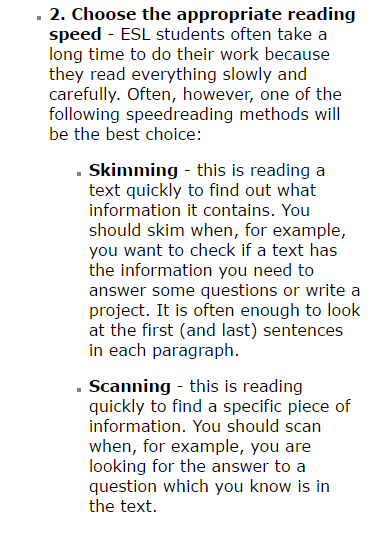 2. Choose the appropriate reading
speed - ESL students often take a
long time to do their work because
they read everything slowly and
carefully. Often, however, one of the
following speedreading methods will
be the best choice:
Skimming - this is reading a
text quickly to find out what
information it contains. You
should skim when, for example,
you want to check if a text has
the information you need to
answer some questions or write a
project. It is often enough to look
at the first (and last) sentences
in each paragraph.
Scanning - this is reading
quickly to find a specific piece of
information. You should scan
when, for example, you are
looking for the answer to a
question which you know is in
the text.